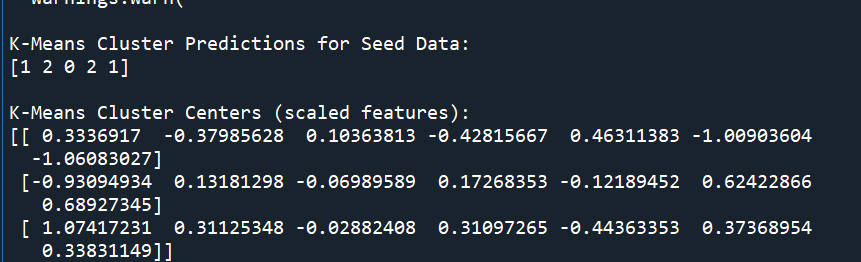 warnings.warn(
K-Means Cluster Predictions for Seed Data:
[1 2 0 2 1]
K-Means Cluster Centers (scaled features):
[[ 0.3336917  -0.37985628  0.10363813 -0.42815667  0.46311383 -1.00903604
  -1.06083027]
 [-0.93094934  0.13181298 -0.06989589  0.17268353 -0.12189452  0.62422866
   0.68927345]
 [ 1.07417231  0.31125348 -0.02882408  0.31097265 -0.44363353  0.37368954
   0.33831149]]